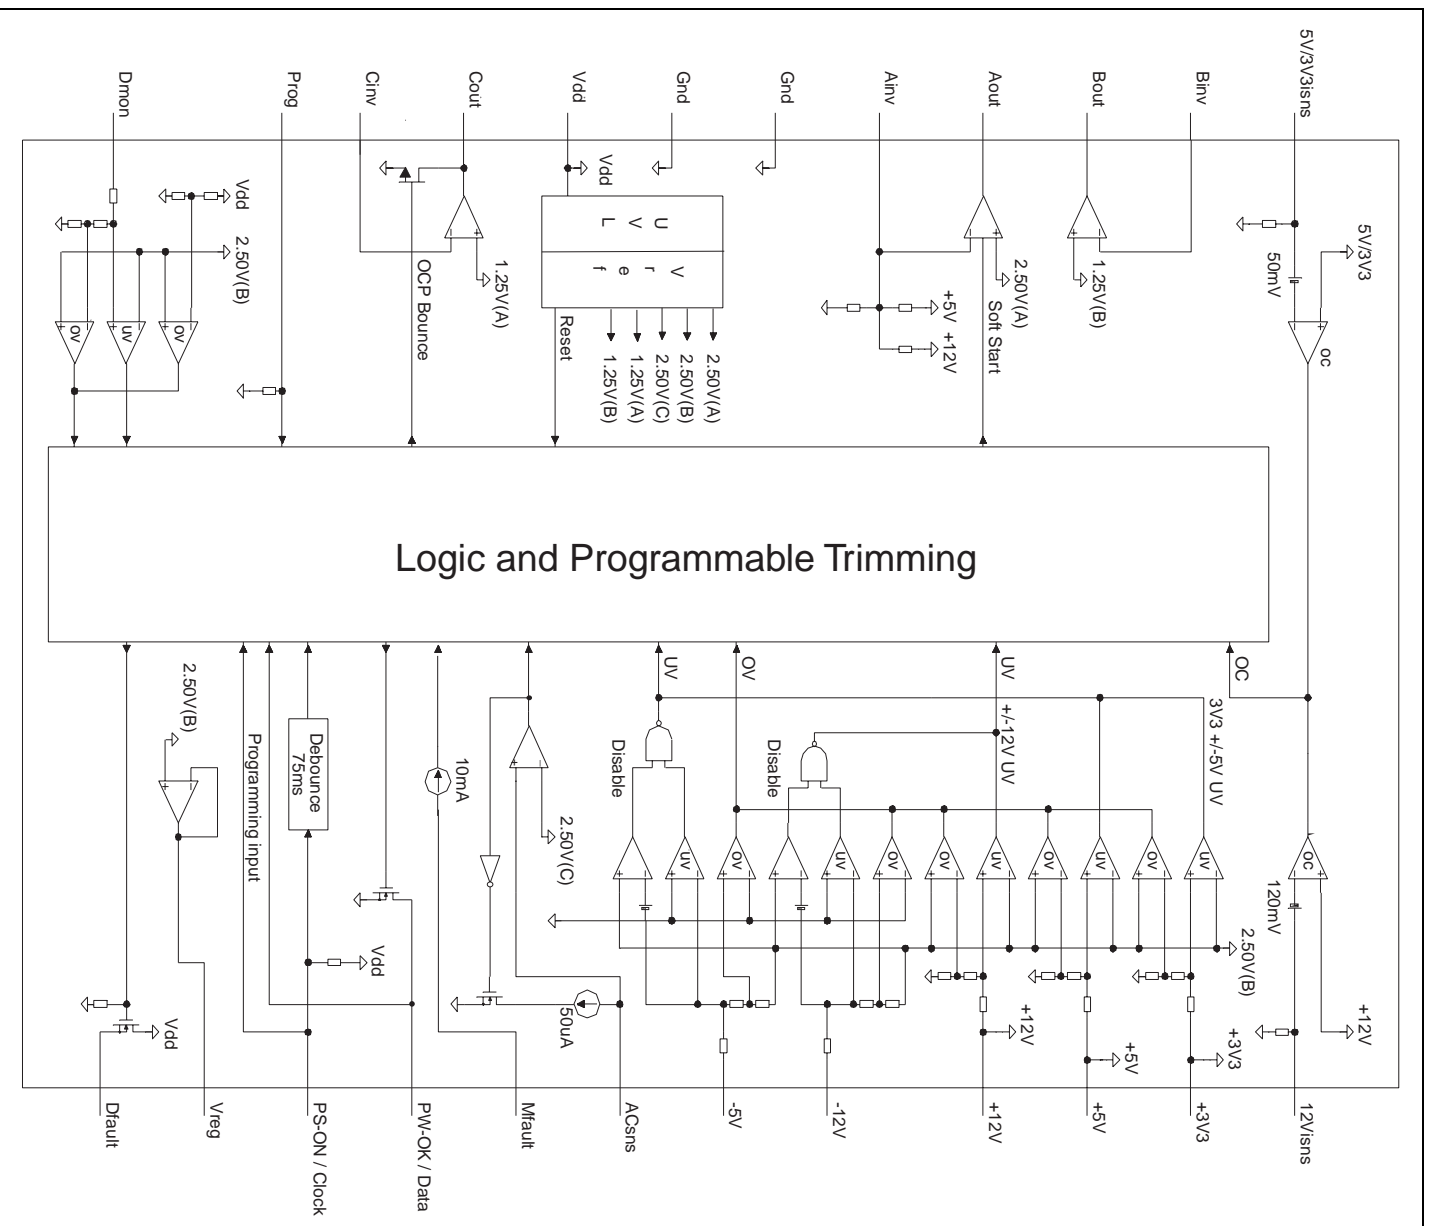 Dmon
Prog
Cinv
Cout
Vdd
Gnd
Gnd
Ainv
Aout
Bout
Binv
5V/3V3isns
Vdd
2.50V(B)
ov
uv
ov
OCP Bounce
1.25V(A)
Vdd
UVL
Vref
Reset
1.25V(B)
1.25V(A)
2.50V(C)
2.50V(B)
2.50V(A)
+5V
+12V
2.50V(A)
Soft Start
1.25V(B)
50mV
5V/3V3
oc
Logic and Programmable Trimming
2.50V(B)
Programming input
Debounce
75ms
10mA
2.50V(C)
50uA
Vdd
Vdd
UV
OV
UV
OC
Disable
Disable
+/-12V UV
3V3 +/-5V UV
uv
ov
uv
ov
ov
uv
ov
uv
ov
uv
oc
120mV
2.50V(B)
+12V
+5V
+3V3
+12V
Dfault
Vreg
PS-ON / Clock
PW-OK / Data
Mfault
ACsns
-5V
-12V
+12V
+5V
+3V3
12Visns